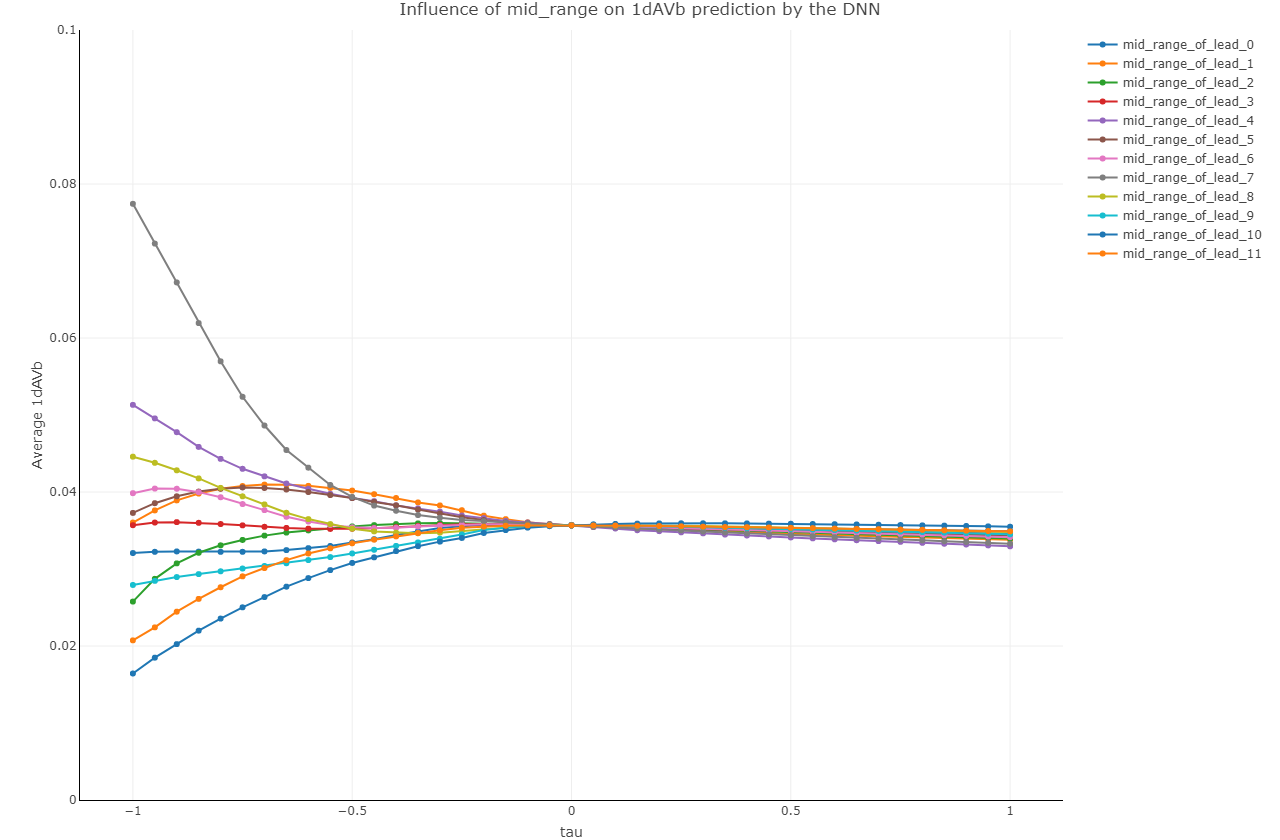 Influence of mid_range on 1dAVb prediction by the DNN
0.1
0.08
0.06
0.04
0.02
0
Average 1dAVb
−1
−0.5
0
0.5
1
tau
mid_range_of_lead_0
mid_range_of_lead_1
mid_range_of_lead_2
mid_range_of_lead_3
mid_range_of_lead_4
mid_range_of_lead_5
mid_range_of_lead_6
mid_range_of_lead_7
mid_range_of_lead_8
mid_range_of_lead_9
mid_range_of_lead_10
mid_range_of_lead_11